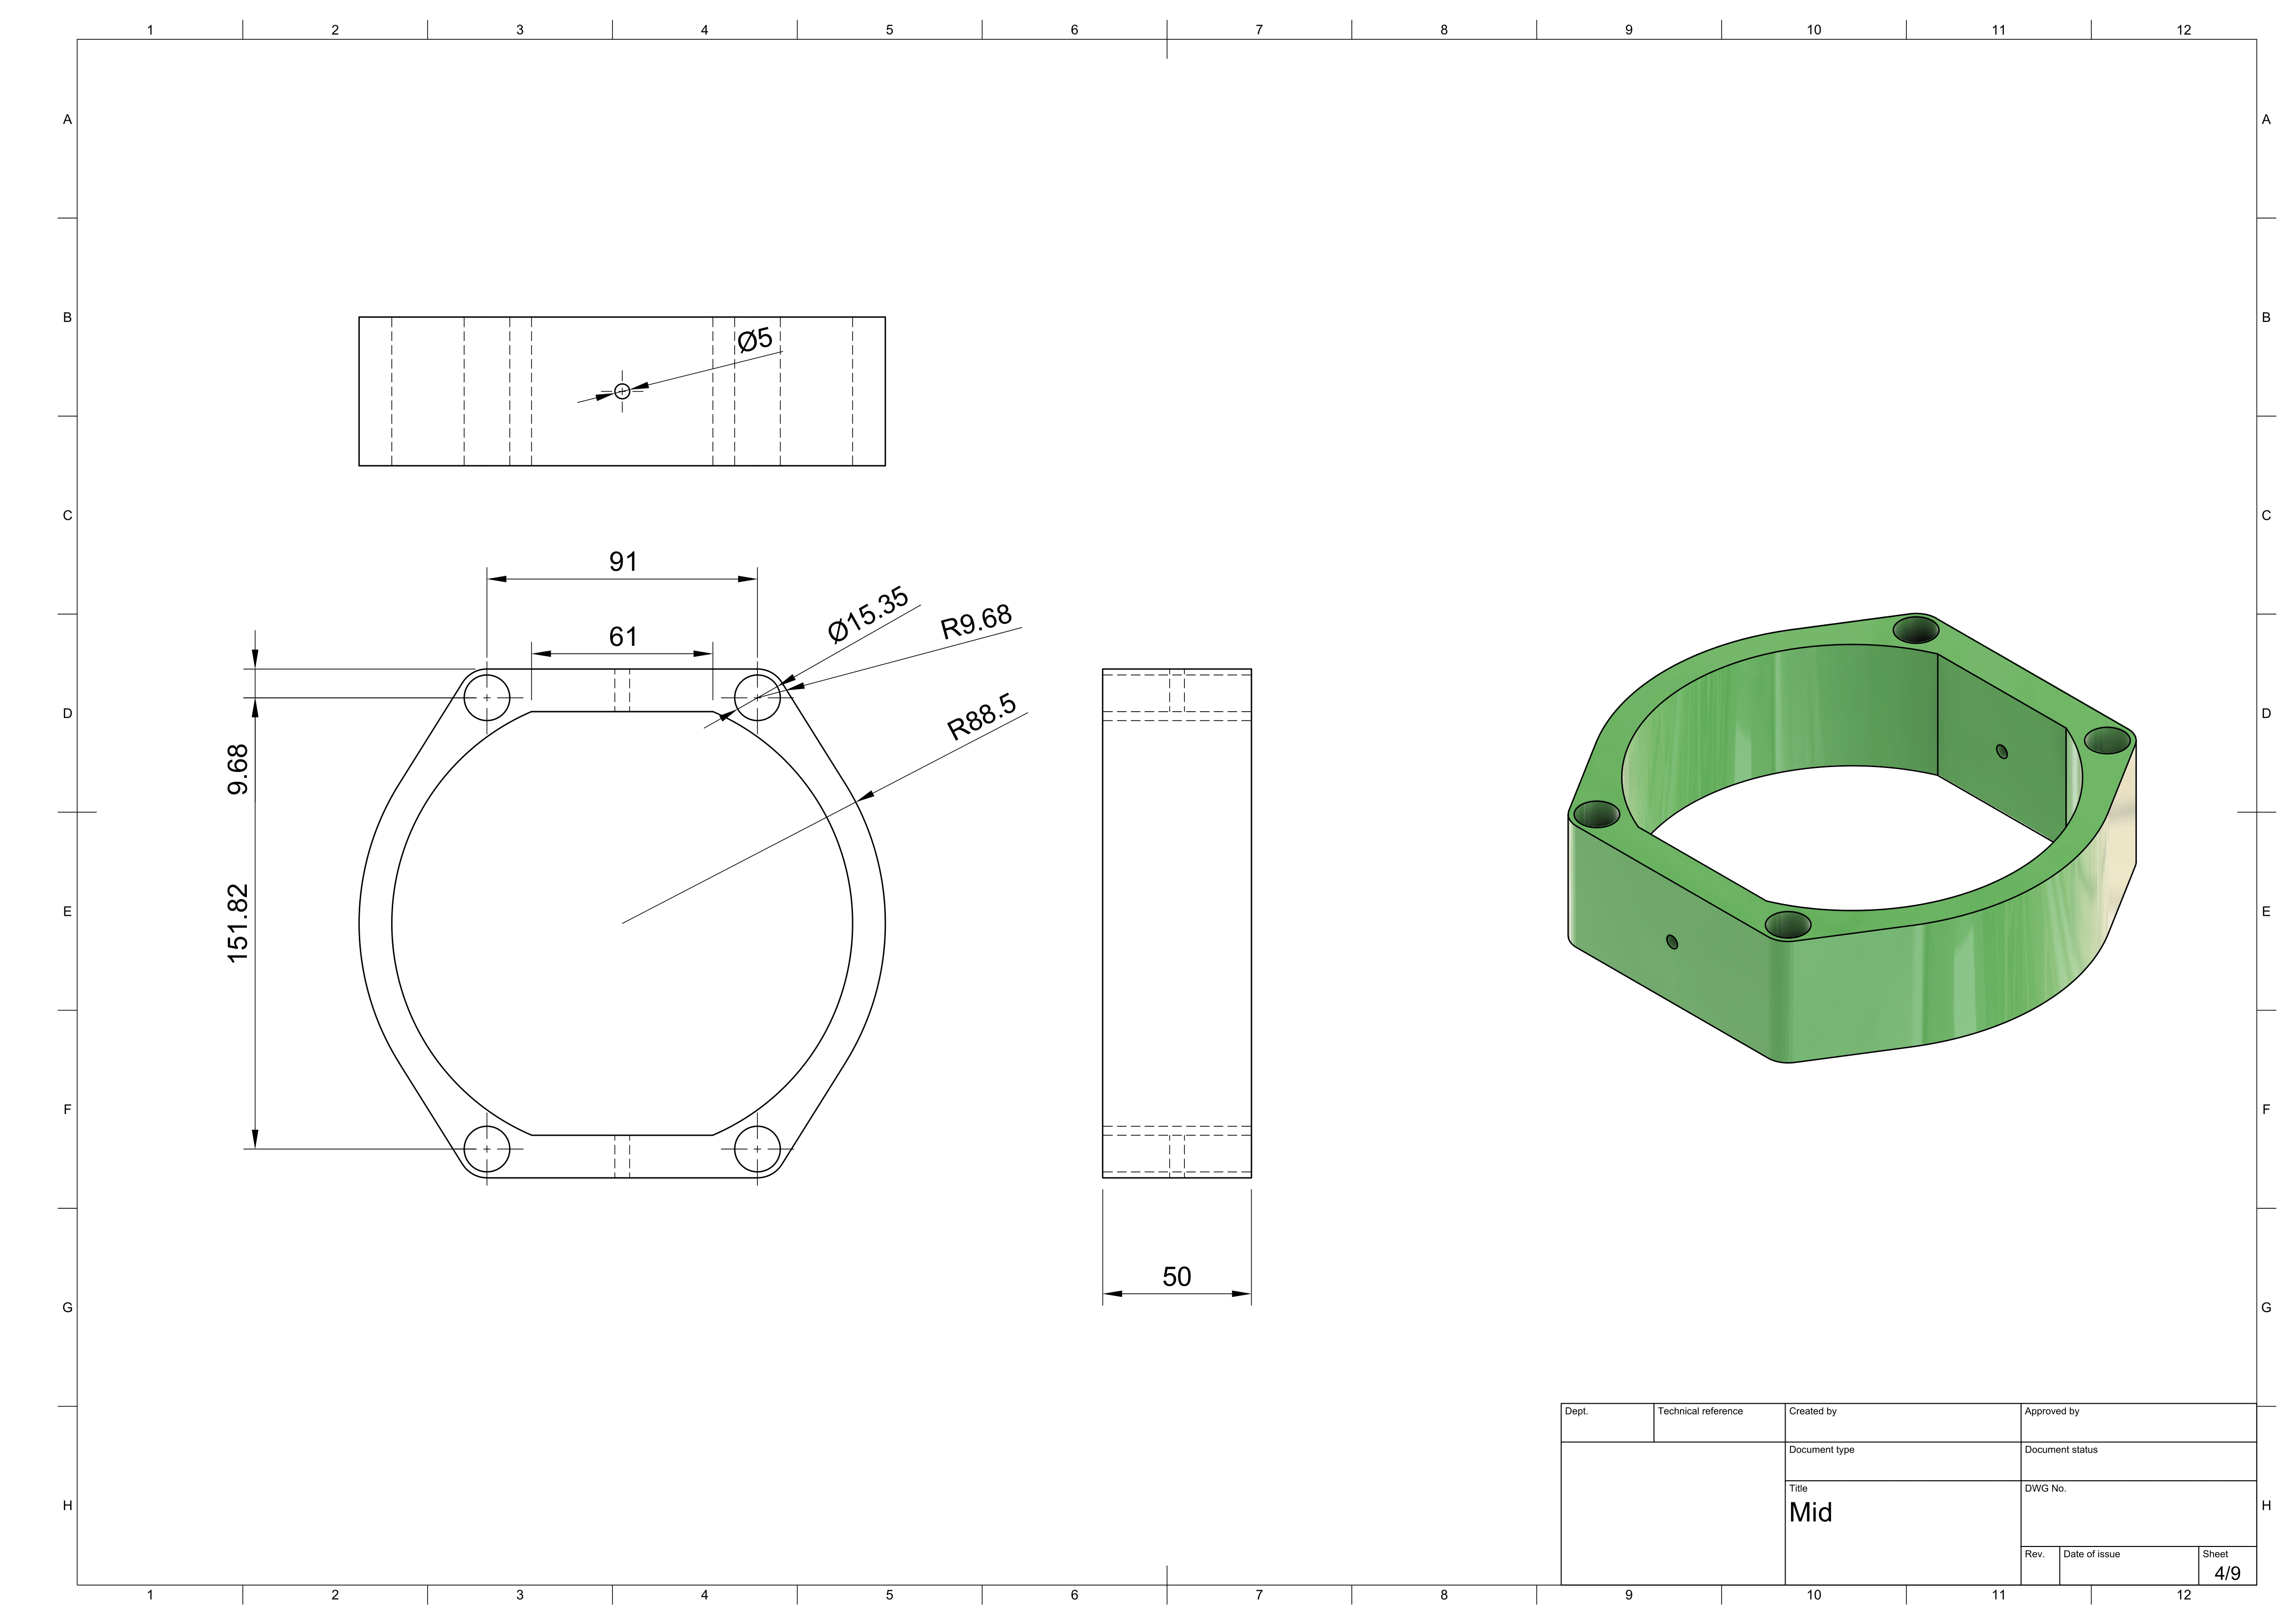 1 2 3 4 5 6 7 8 9 10 11 12
A A
B B
Ø5
C C
91
Ø15.35
R9.68
61
R88.5
D D
9.68
151.82
E E
F F
50
G G
Dept. Technical reference Created by Approved by
Document type Document status
Title DWG No.
Mid
H H
Rev. Date of issue Sheet
4/9
1 2 3 4 5 6 7 8 9 10 11 12